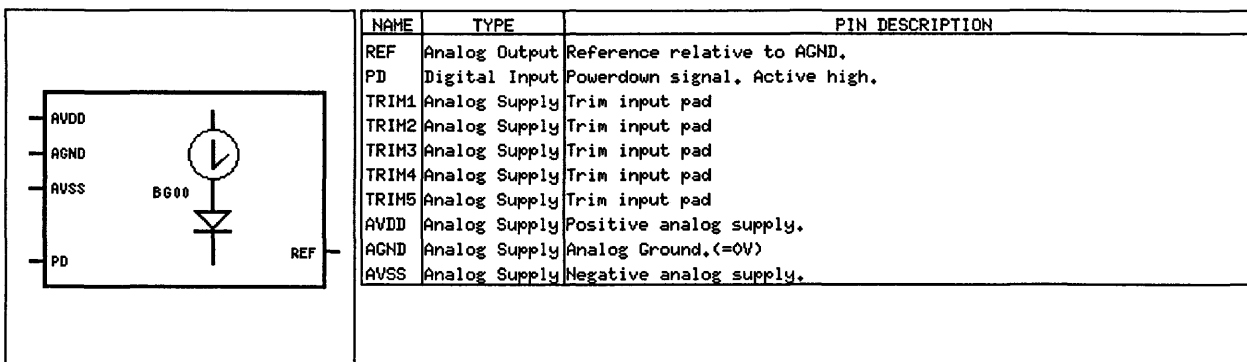 AVDD
AGND
AVSS
BG00
PD
REF
NAME TYPE PIN DESCRIPTION
REF Analog Output Reference relative to AGND.
PD Digital Input Powerdown signal. Active high.
TRIM1 Analog Supply Trim input pad
TRIM2 Analog Supply Trim input pad
TRIM3 Analog Supply Trim input pad
TRIM4 Analog Supply Trim input pad
TRIM5 Analog Supply Trim input pad
AVDD Analog Supply Positive analog supply.
AGND Analog Supply Analog Ground.(=0V)
AVSS Analog Supply Negative analog supply.